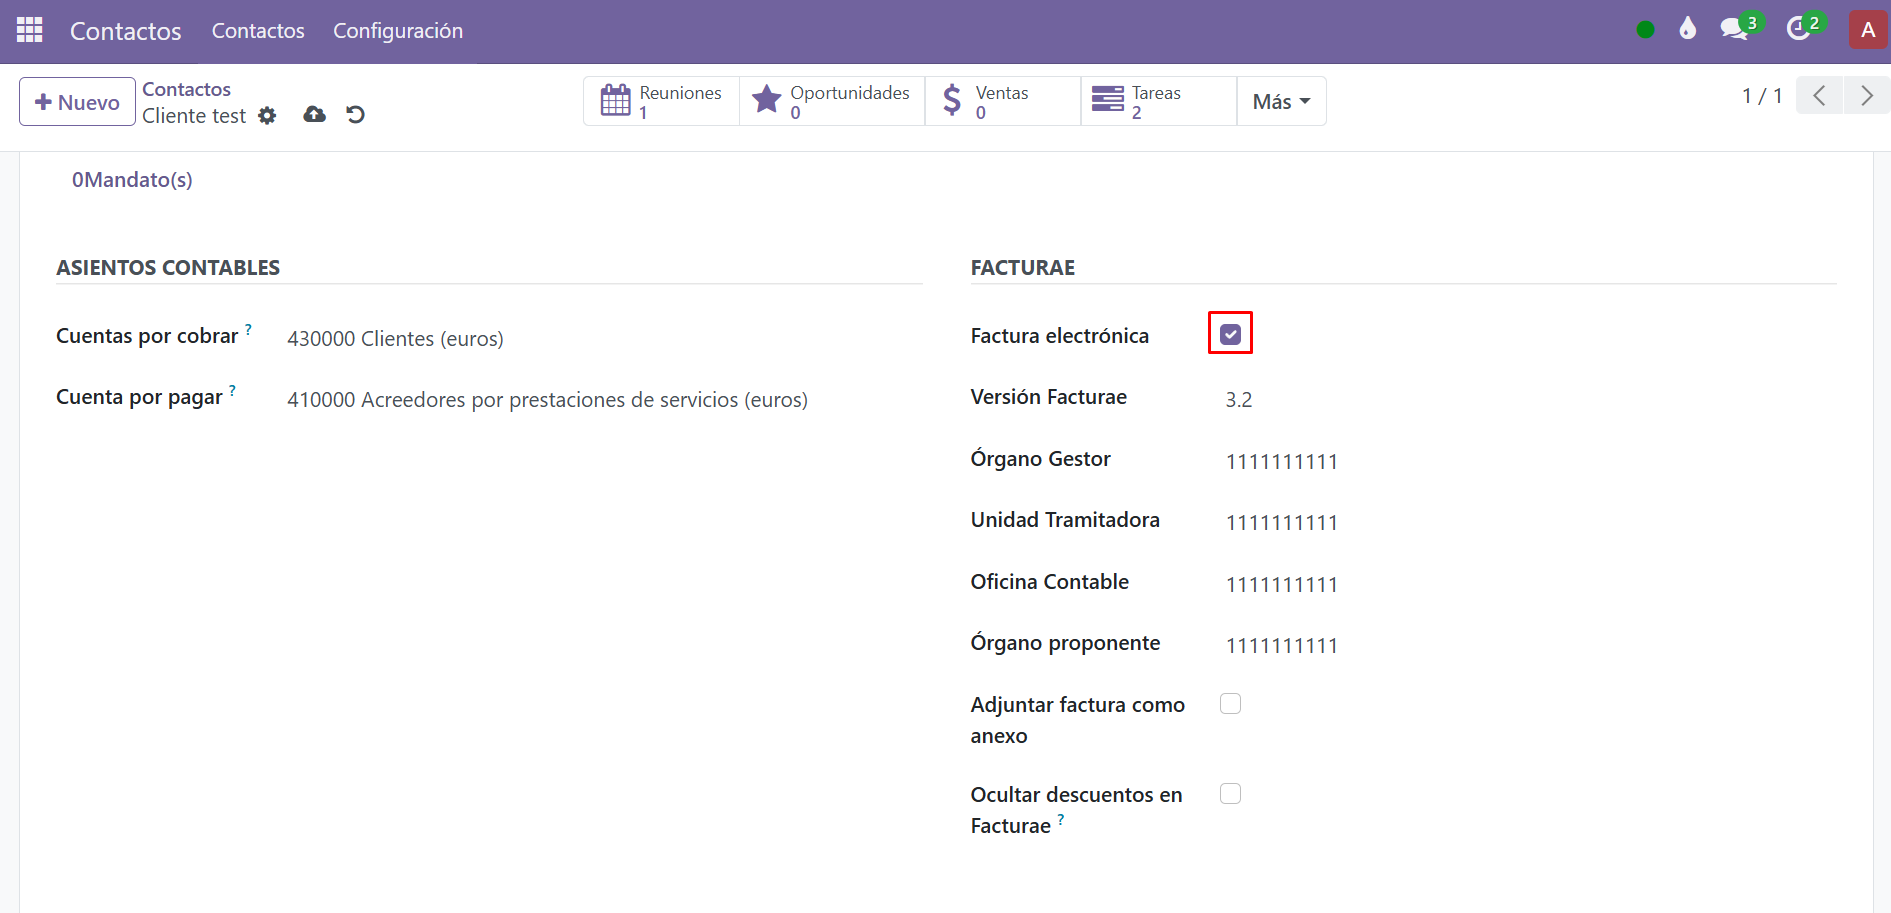 Contactos Contactos Configuración 3 2 A
Nuevo
Contactos
Cliente test
Reuniones
1
Oportunidades
0
Ventas
0
Tareas
2
Más
1 / 1
0Mandato(s)
ASIENTOS CONTABLES
Cuentas por cobrar ? 430000 Clientes (euros)
Cuenta por pagar ? 410000 Acreedores por prestaciones de servicios (euros)
FACTURAE
Factura electrónica
Versión Facturae 3.2
Órgano Gestor 1111111111
Unidad Tramitadora 1111111111
Oficina Contable 1111111111
Órgano proponente 1111111111
Adjuntar factura como
anexo
Ocultar descuentos en
Facturae ?